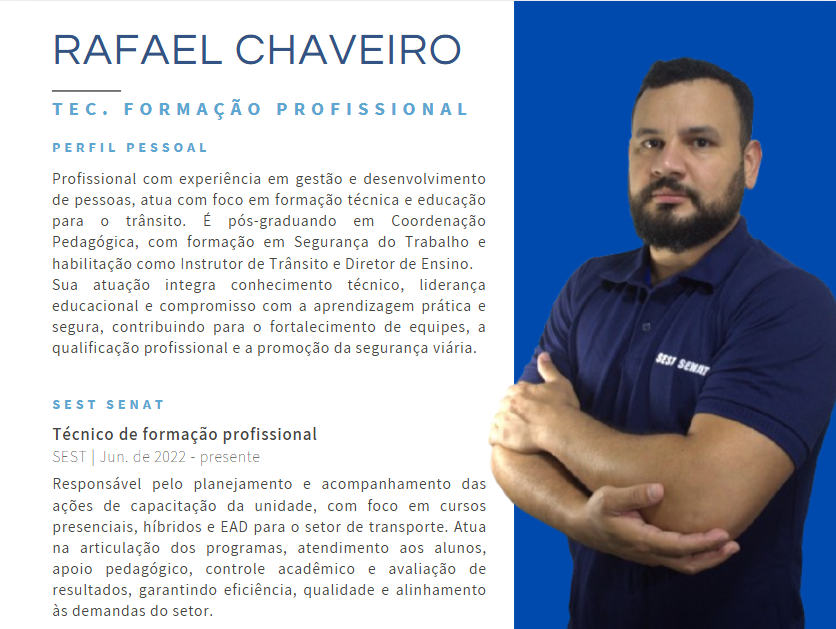 RAFAEL CHAVEIRO
TEC. FORMAÇÃO PROFISSIONAL
PERFIL PESSOAL
Profissional com experiência em gestão e desenvolvimento
de pessoas, atua com foco em formação técnica e educação
para o trânsito. É pós-graduando em Coordenação
Pedagógica, com formação em Segurança do Trabalho e
habilitação como Instrutor de Trânsito e Diretor de Ensino.
Sua atuação integra conhecimento técnico, liderança
educacional e compromisso com a aprendizagem prática e
segura, contribuindo para o fortalecimento de equipes, a
qualificação profissional e a promoção da segurança viária.
SEST SENAT
Técnico de formação profissional
SEST | Jun. de 2022 - presente
Responsável pelo planejamento e acompanhamento das
ações de capacitação da unidade, com foco em cursos
presenciais, híbridos e EAD para o setor de transporte. Atua
na articulação dos programas, atendimento aos alunos,
apoio pedagógico, controle acadêmico e avaliação de
resultados, garantindo eficiência, qualidade e alinhamento
às demandas do setor.
SEST SENAT